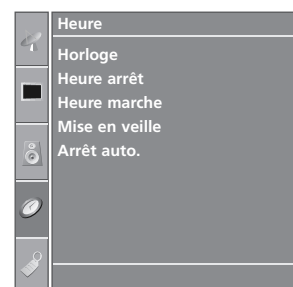 Heure
Horloge
Heure arrêt
Heure marche
Mise en veille
Arrêt auto.